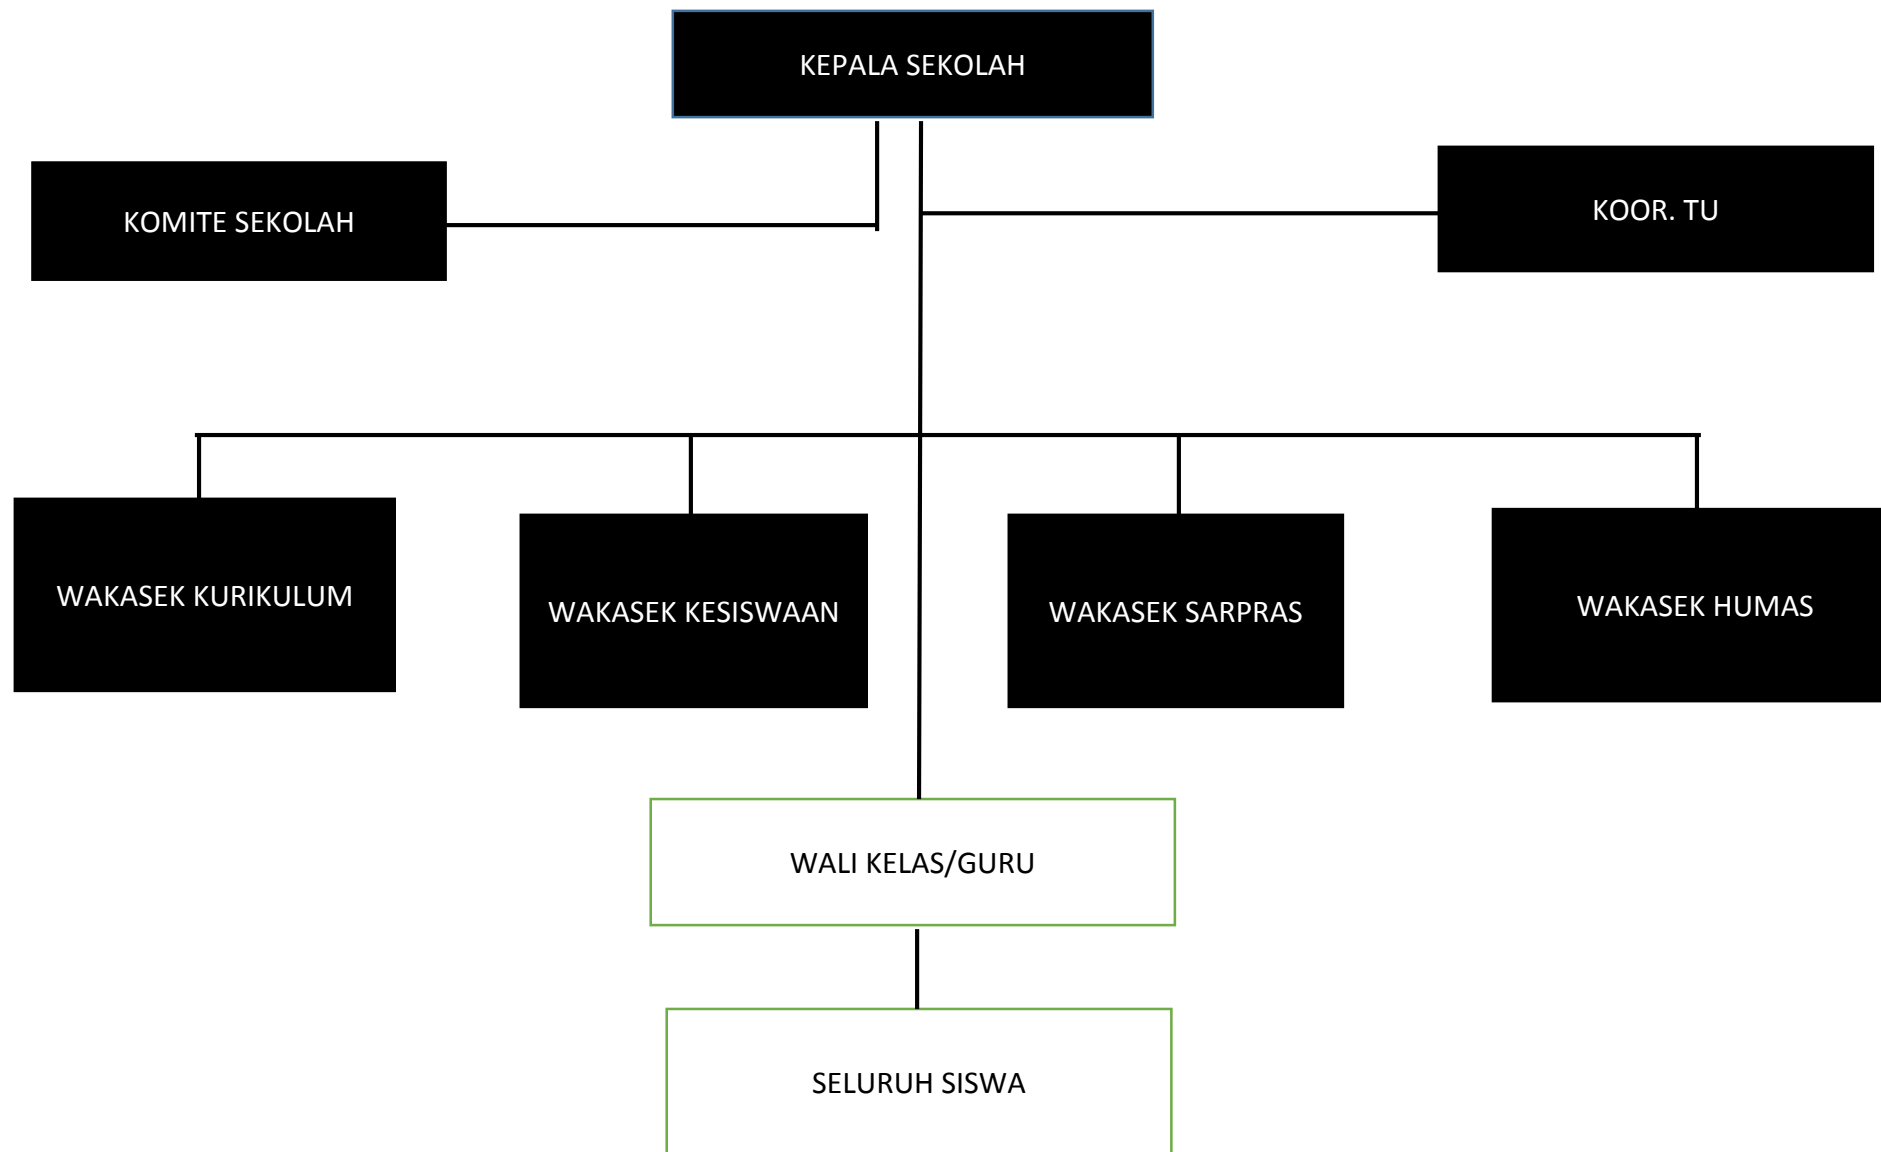 KEPALA SEKOLAH
KOMITE SEKOLAH
KOOR. TU
WAKASEK KURIKULUM
WAKASEK KESISWAAN
WAKASEK SARPRAS
WAKASEK HUMAS
WALI KELAS/GURU
SELURUH SISWA